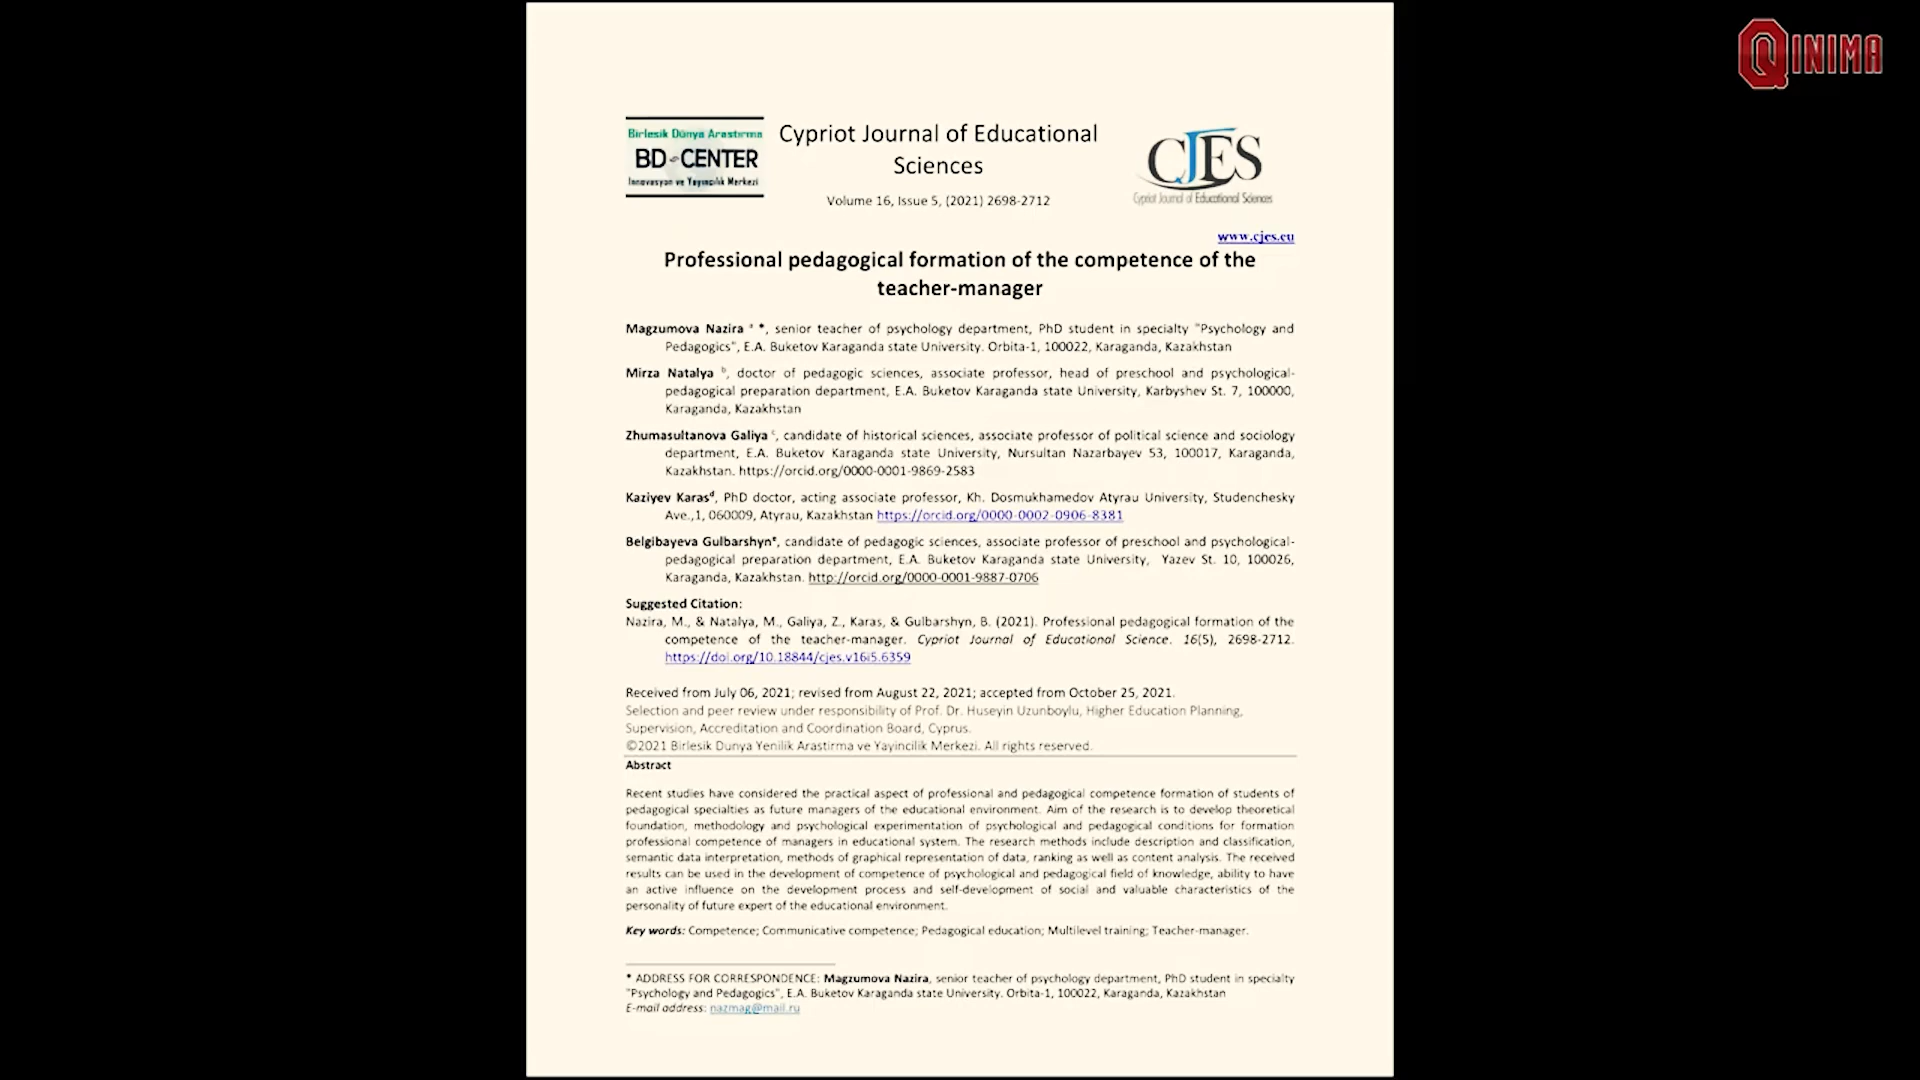 QINIMA
Birlesik Dünya Arastırma
BD-CENTER
Innovasyon ve Yayıncılık Merkezi
Cypriot Journal of Educational
Sciences
Volume 16, Issue 5, (2021) 2698-2712
CJES
Cypriot Journal of Educational Sciences
www.cjes.eu
Professional pedagogical formation of the competence of the
teacher-manager
Magzumova Nazira a *, senior teacher of psychology department, PhD student in specialty "Psychology and
Pedagogics", E.A. Buketov Karaganda state University. Orbita-1, 100022, Karaganda, Kazakhstan
Mirza Natalya b, doctor of pedagogic sciences, associate professor, head of preschool and psychological-
pedagogical preparation department, E.A. Buketov Karaganda state University, Karbyshev St. 7, 100000,
Karaganda, Kazakhstan
Zhumasultanova Galiya c, candidate of historical sciences, associate professor of political science and sociology
department, E.A. Buketov Karaganda state University, Nursultan Nazarbayev 53, 100017, Karaganda,
Kazakhstan. https://orcid.org/0000-0001-9869-2583
Kaziyev Karasd, PhD doctor, acting associate professor, Kh. Dosmukhamedov Atyrau University, Studenchesky
Ave.,1, 060009, Atyrau, Kazakhstan https://orcid.org/0000-0002-0906-8381
Belgibayeva Gulbarshyne, candidate of pedagogic sciences, associate professor of preschool and psychological-
pedagogical preparation department, E.A. Buketov Karaganda state University, Yazev St. 10, 100026,
Karaganda, Kazakhstan. http://orcid.org/0000-0001-9887-0706
Suggested Citation:
Nazira, M., & Natalya, M., Galiya, Z., Karas, & Gulbarshyn, B. (2021). Professional pedagogical formation of the
competence of the teacher-manager. Cypriot Journal of Educational Science. 16(5), 2698-2712.
https://doi.org/10.18844/cjes.v16i5.6359
Received from July 06, 2021; revised from August 22, 2021; accepted from October 25, 2021.
Selection and peer review under responsibility of Prof. Dr. Huseyin Uzunboylu, Higher Education Planning,
Supervision, Accreditation and Coordination Board, Cyprus.
©2021 Birlesik Dunya Yenilik Arastirma ve Yayincilik Merkezi. All rights reserved.
Abstract
Recent studies have considered the practical aspect of professional and pedagogical competence formation of students of
pedagogical specialties as future managers of the educational environment. Aim of the research is to develop theoretical
foundation, methodology and psychological experimentation of psychological and pedagogical conditions for formation
professional competence of managers in educational system. The research methods include description and classification,
semantic data interpretation, methods of graphical representation of data, ranking as well as content analysis. The received
results can be used in the development of competence of psychological and pedagogical field of knowledge, ability to have
an active influence on the development process and self-development of social and valuable characteristics of the
personality of future expert of the educational environment.
Key words: Competence; Communicative competence; Pedagogical education; Multilevel training; Teacher-manager.
* ADDRESS FOR CORRESPONDENCE: Magzumova Nazira, senior teacher of psychology department, PhD student in specialty
"Psychology and Pedagogics", E.A. Buketov Karaganda state University. Orbita-1, 100022, Karaganda, Kazakhstan
E-mail address: nazmag@mail.ru